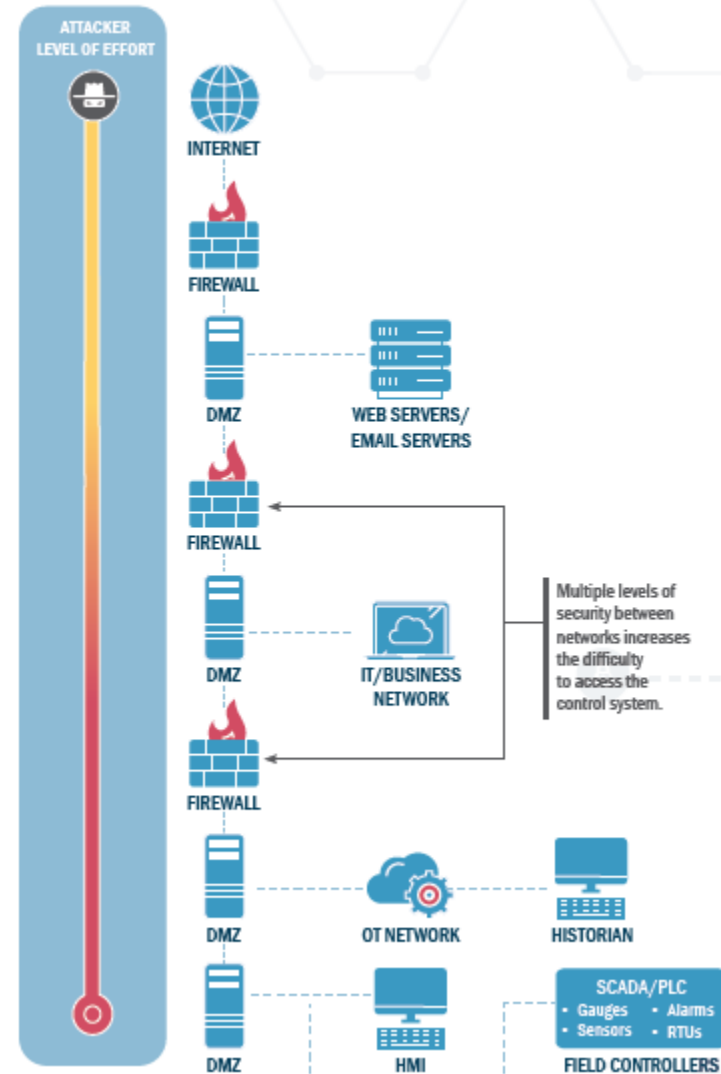 ATTACKER
LEVEL OF EFFORT
INTERNET
FIREWALL
DMZ
WEB SERVERS/
EMAIL SERVERS
FIREWALL
Multiple levels of
security between
networks increases
the difficulty
to access the
control system.
DMZ
IT/BUSINESS
NETWORK
FIREWALL
DMZ
OT NETWORK
HISTORIAN
SCADA/PLC
• Gauges • Alarms
• Sensors • RTUs
DMZ
HMI
FIELD CONTROLLERS